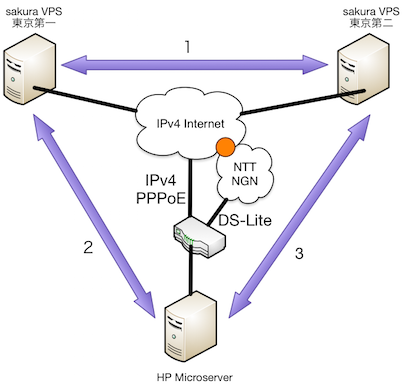 sakura VPS
東京第一
sakura VPS
東京第二
1
IPv4 Internet
NTT
NGN
IPv4
PPPoE
DS-Lite
2
3
HP Microserver